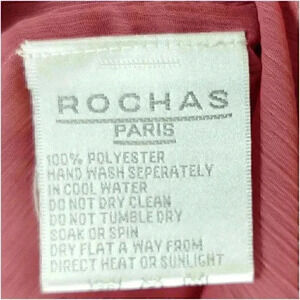 ROCHAS
PARIS
100% POLYESTER
HAND WASH SEPERATELY
IN COOL WATER
DO NOT DRY CLEAN
DO NOT TUMBLE DRY
SOAK OR SPIN
DRY FLAT A WAY FROM
DIRECT HEAT OR SUNLIGHT